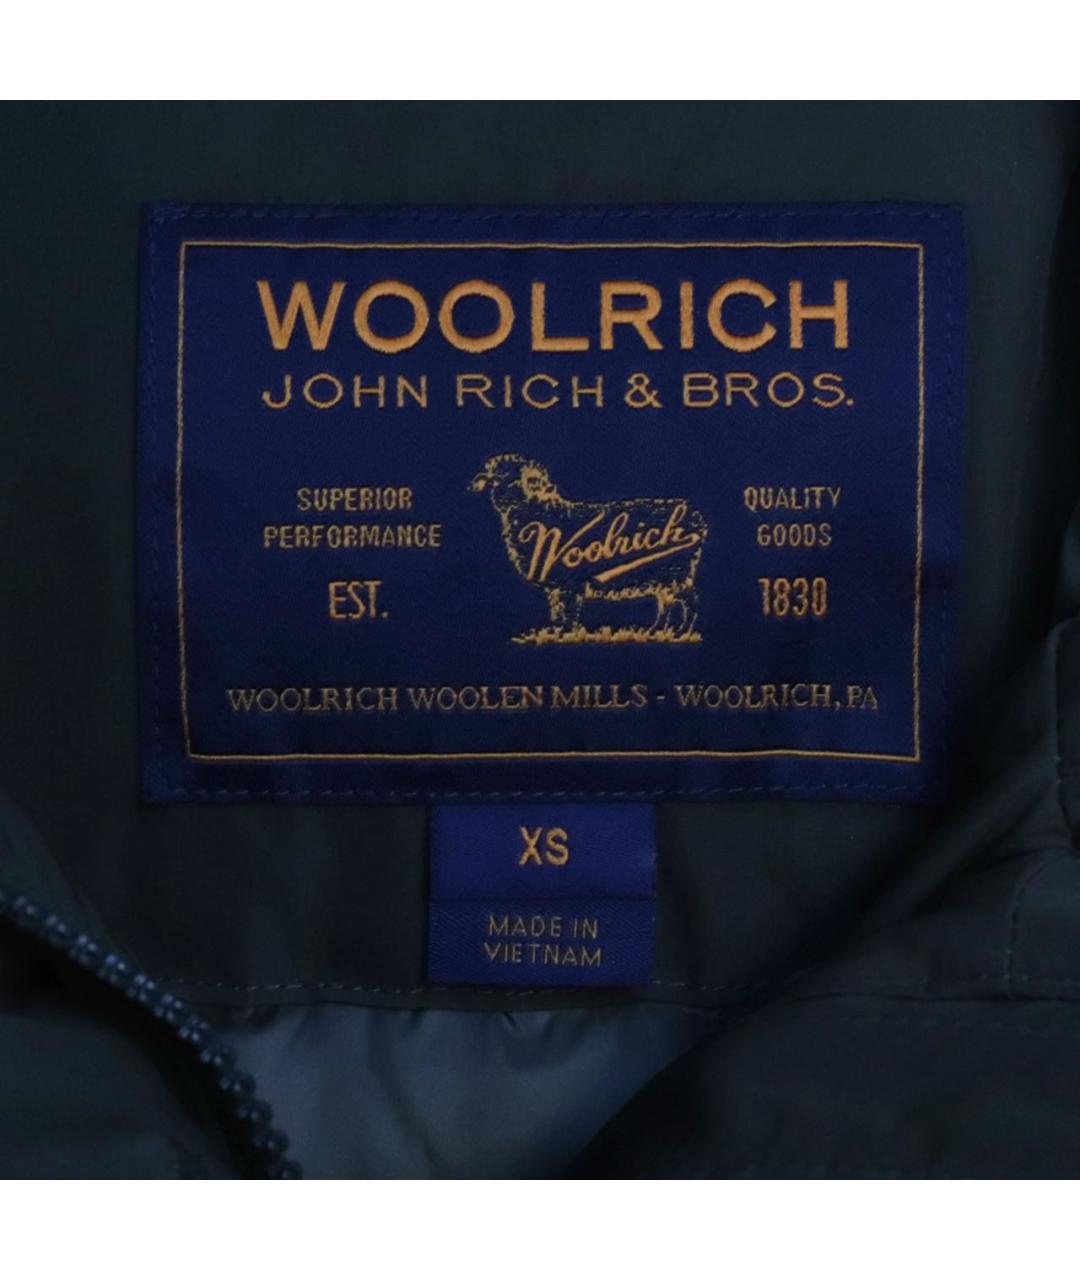 WOOLRICH
JOHN RICH & BROS.
SUPERIOR
PERFORMANCE
EST.
Woolrich
QUALITY
GOODS
1830
WOOLRICH WOOLEN MILLS - WOOLRICH, PA
XS
MADE IN
VIETNAM